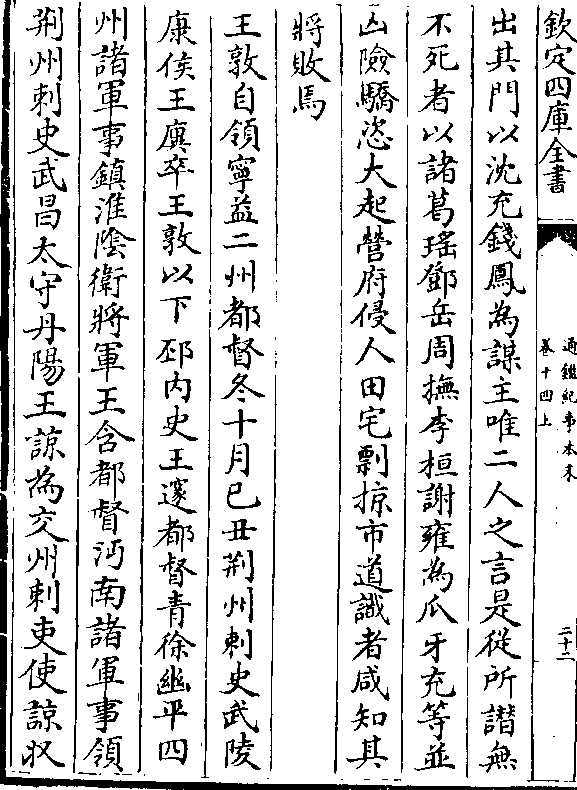 欽定四庫全書
通鑑紀事本末
卷十四上
二十二
出其門以沈充錢鳳為謀主唯二人之言是從所譖無
不死者以諸葛瑤鄧岳周撫李桓謝雍為爪牙充等並
凶險驕恣大起營府侵人田宅剽掠市道識者咸知其
將敗焉
王敦自領寧益二州都督冬十月己丑荆州刺史武陵
康侯王廙卒王敦以下邳内史王邃都督青徐幽平四
州諸軍事鎮淮陰衛將軍王含都督沔南諸軍事領
荆州刺史武昌太守丹陽王諒為交州刺吏使諒收